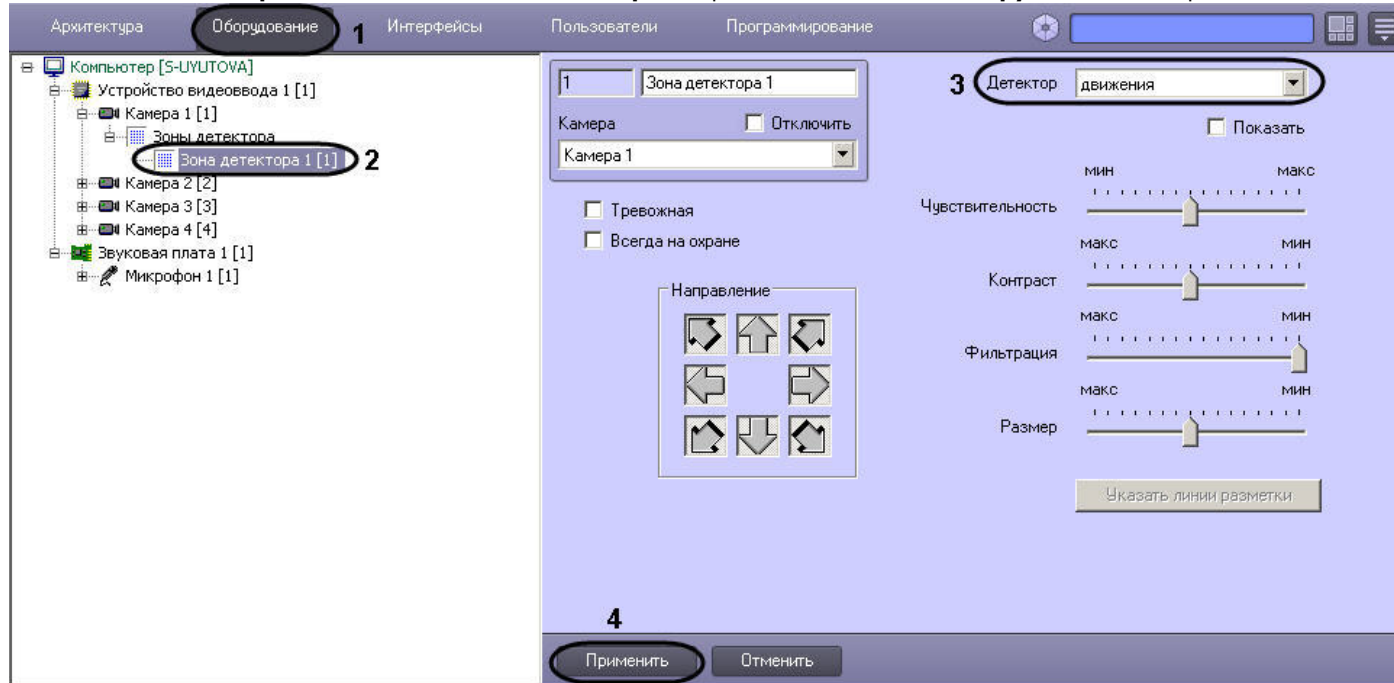 Архитектура Оборудование 1 Интерфейсы Пользователи Программирование
Компьютер [S-UYUTOVA]
Устройство видеоввода 1 [1]
Камера 1 [1]
Зоны детектора
Зона детектора 1 [1] 2
Камера 2 [2]
Камера 3 [3]
Камера 4 [4]
Звуковая плата 1 [1]
Микрофон 1 [1]
1 Зона детектора 1
Камера Отключить
Камера 1
Тревожная
Всегда на охране
Направление
3 Детектор движения
Показать
мин макс
Чувствительность
макс мин
Контраст
макс мин
Фильтрация
макс мин
Размер
Указать линии разметки
4
Применить Отменить